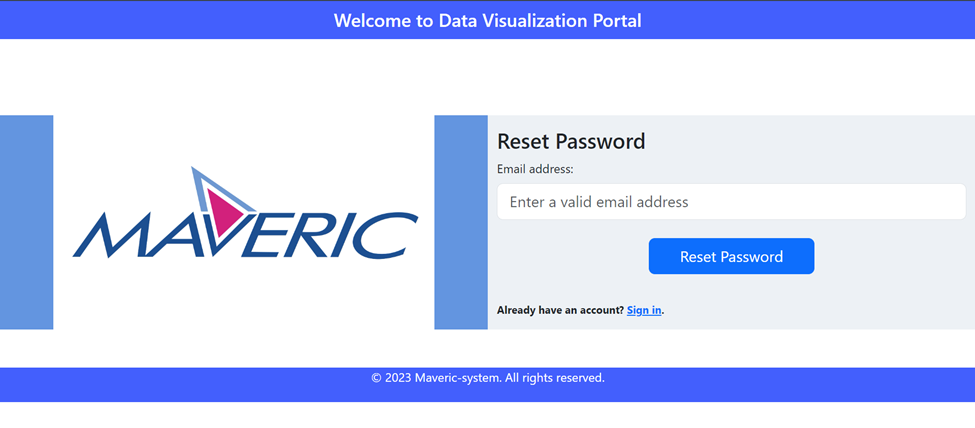 Welcome to Data Visualization Portal
MAVERIC
Reset Password
Email address:
Enter a valid email address
Reset Password
Already have an account? Sign in.
© 2023 Maveric-system. All rights reserved.